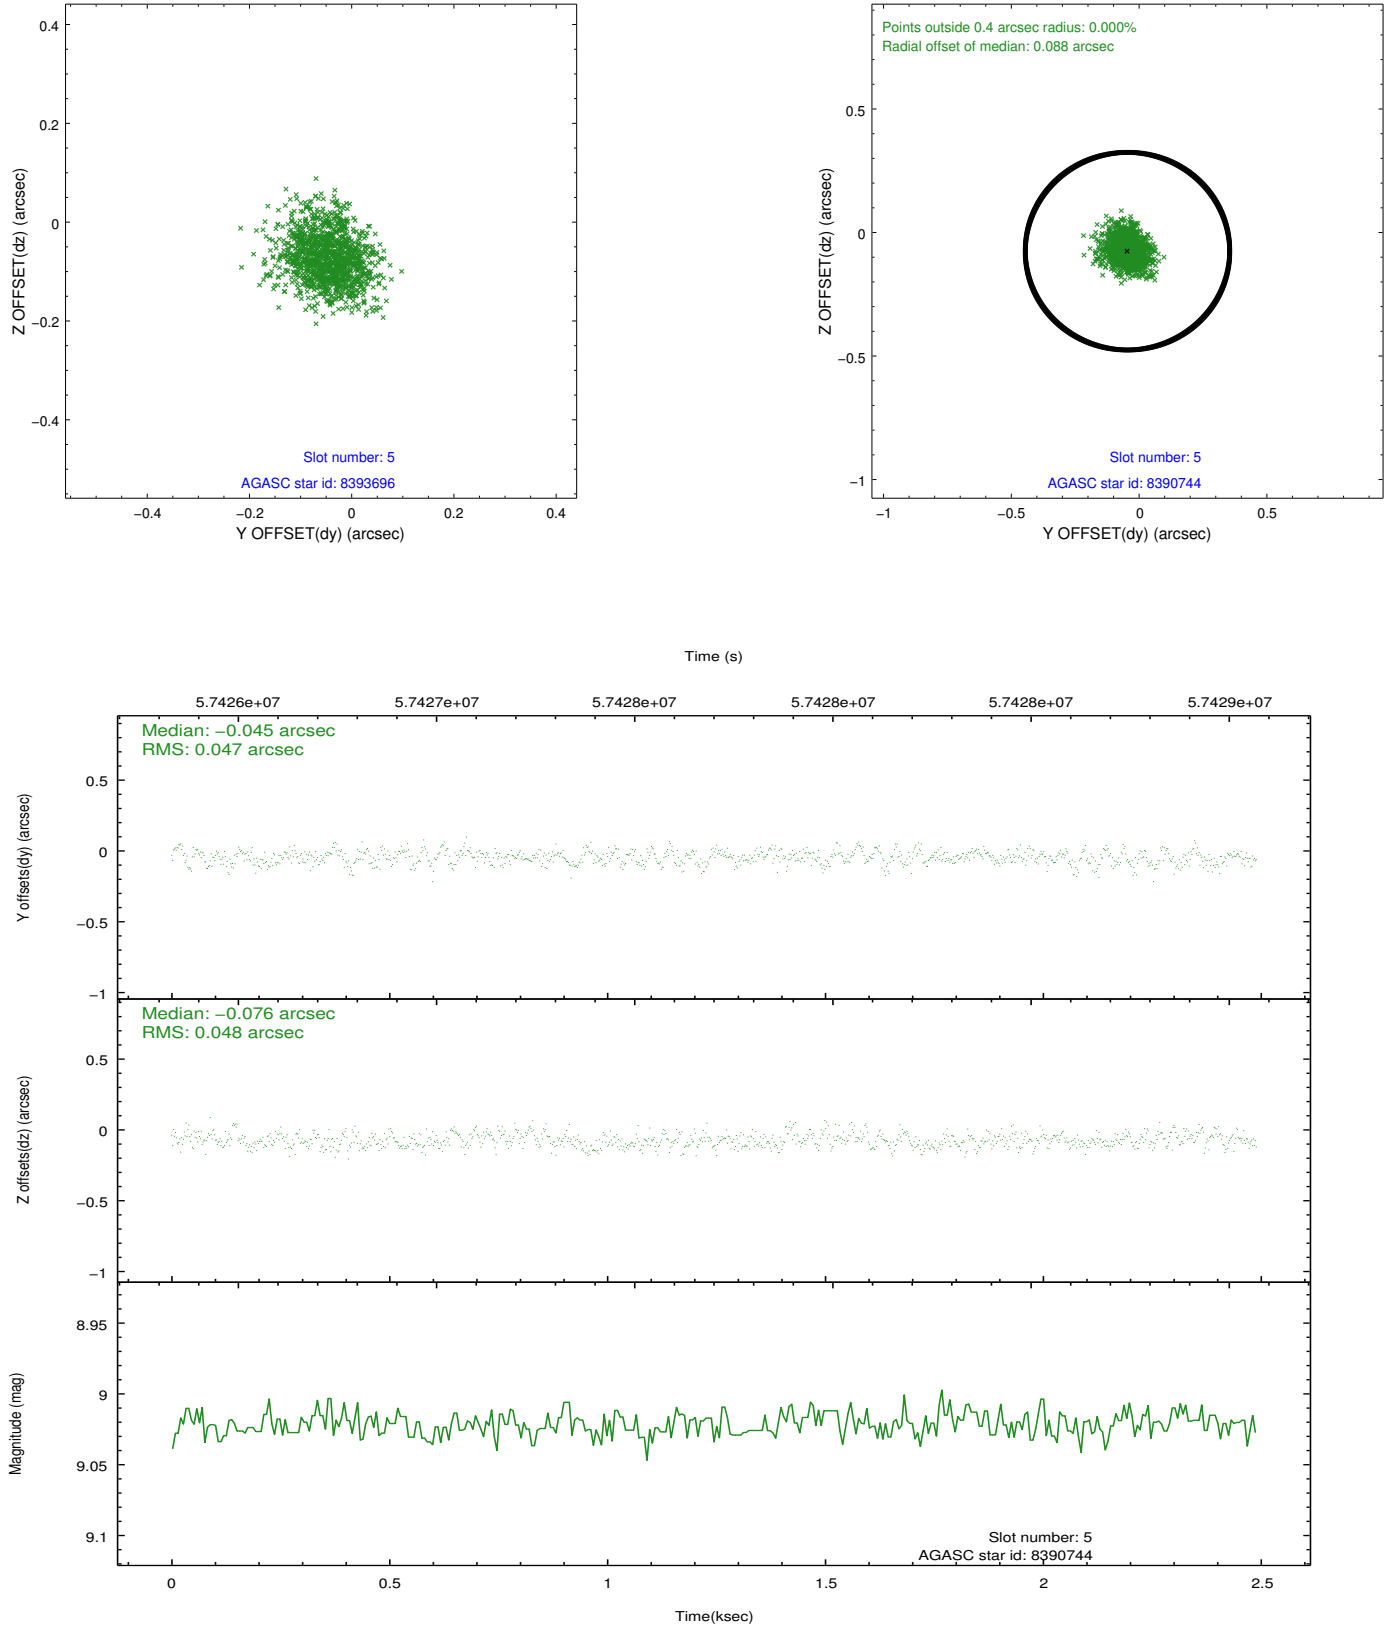 0.4
0.2
0
−0.2
−0.4
Z OFFSET(dz) (arcsec)
Slot number: 5
AGASC star id: 8393696
−0.4
−0.2
0
0.2
0.4
Y OFFSET(dy) (arcsec)
Points outside 0.4 arcsec radius: 0.000%
Radial offset of median: 0.088 arcsec
0.5
0
−0.5
−1
Z OFFSET(dz) (arcsec)
Slot number: 5
AGASC star id: 8390744
−1
−0.5
0
0.5
Y OFFSET(dy) (arcsec)
Time (s)
5.7426e+07
5.7427e+07
5.7428e+07
5.7428e+07
5.7428e+07
5.7429e+07
Median: −0.045 arcsec
RMS: 0.047 arcsec
0.5
0
−0.5
−1
Y offsets(dy) (arcsec)
Median: −0.076 arcsec
RMS: 0.048 arcsec
0.5
0
−0.5
−1
Z offsets(dz) (arcsec)
8.95
9
9.05
9.1
Magnitude (mag)
Slot number: 5
AGASC star id: 8390744
0
0.5
1
1.5
2
2.5
Time(ksec)